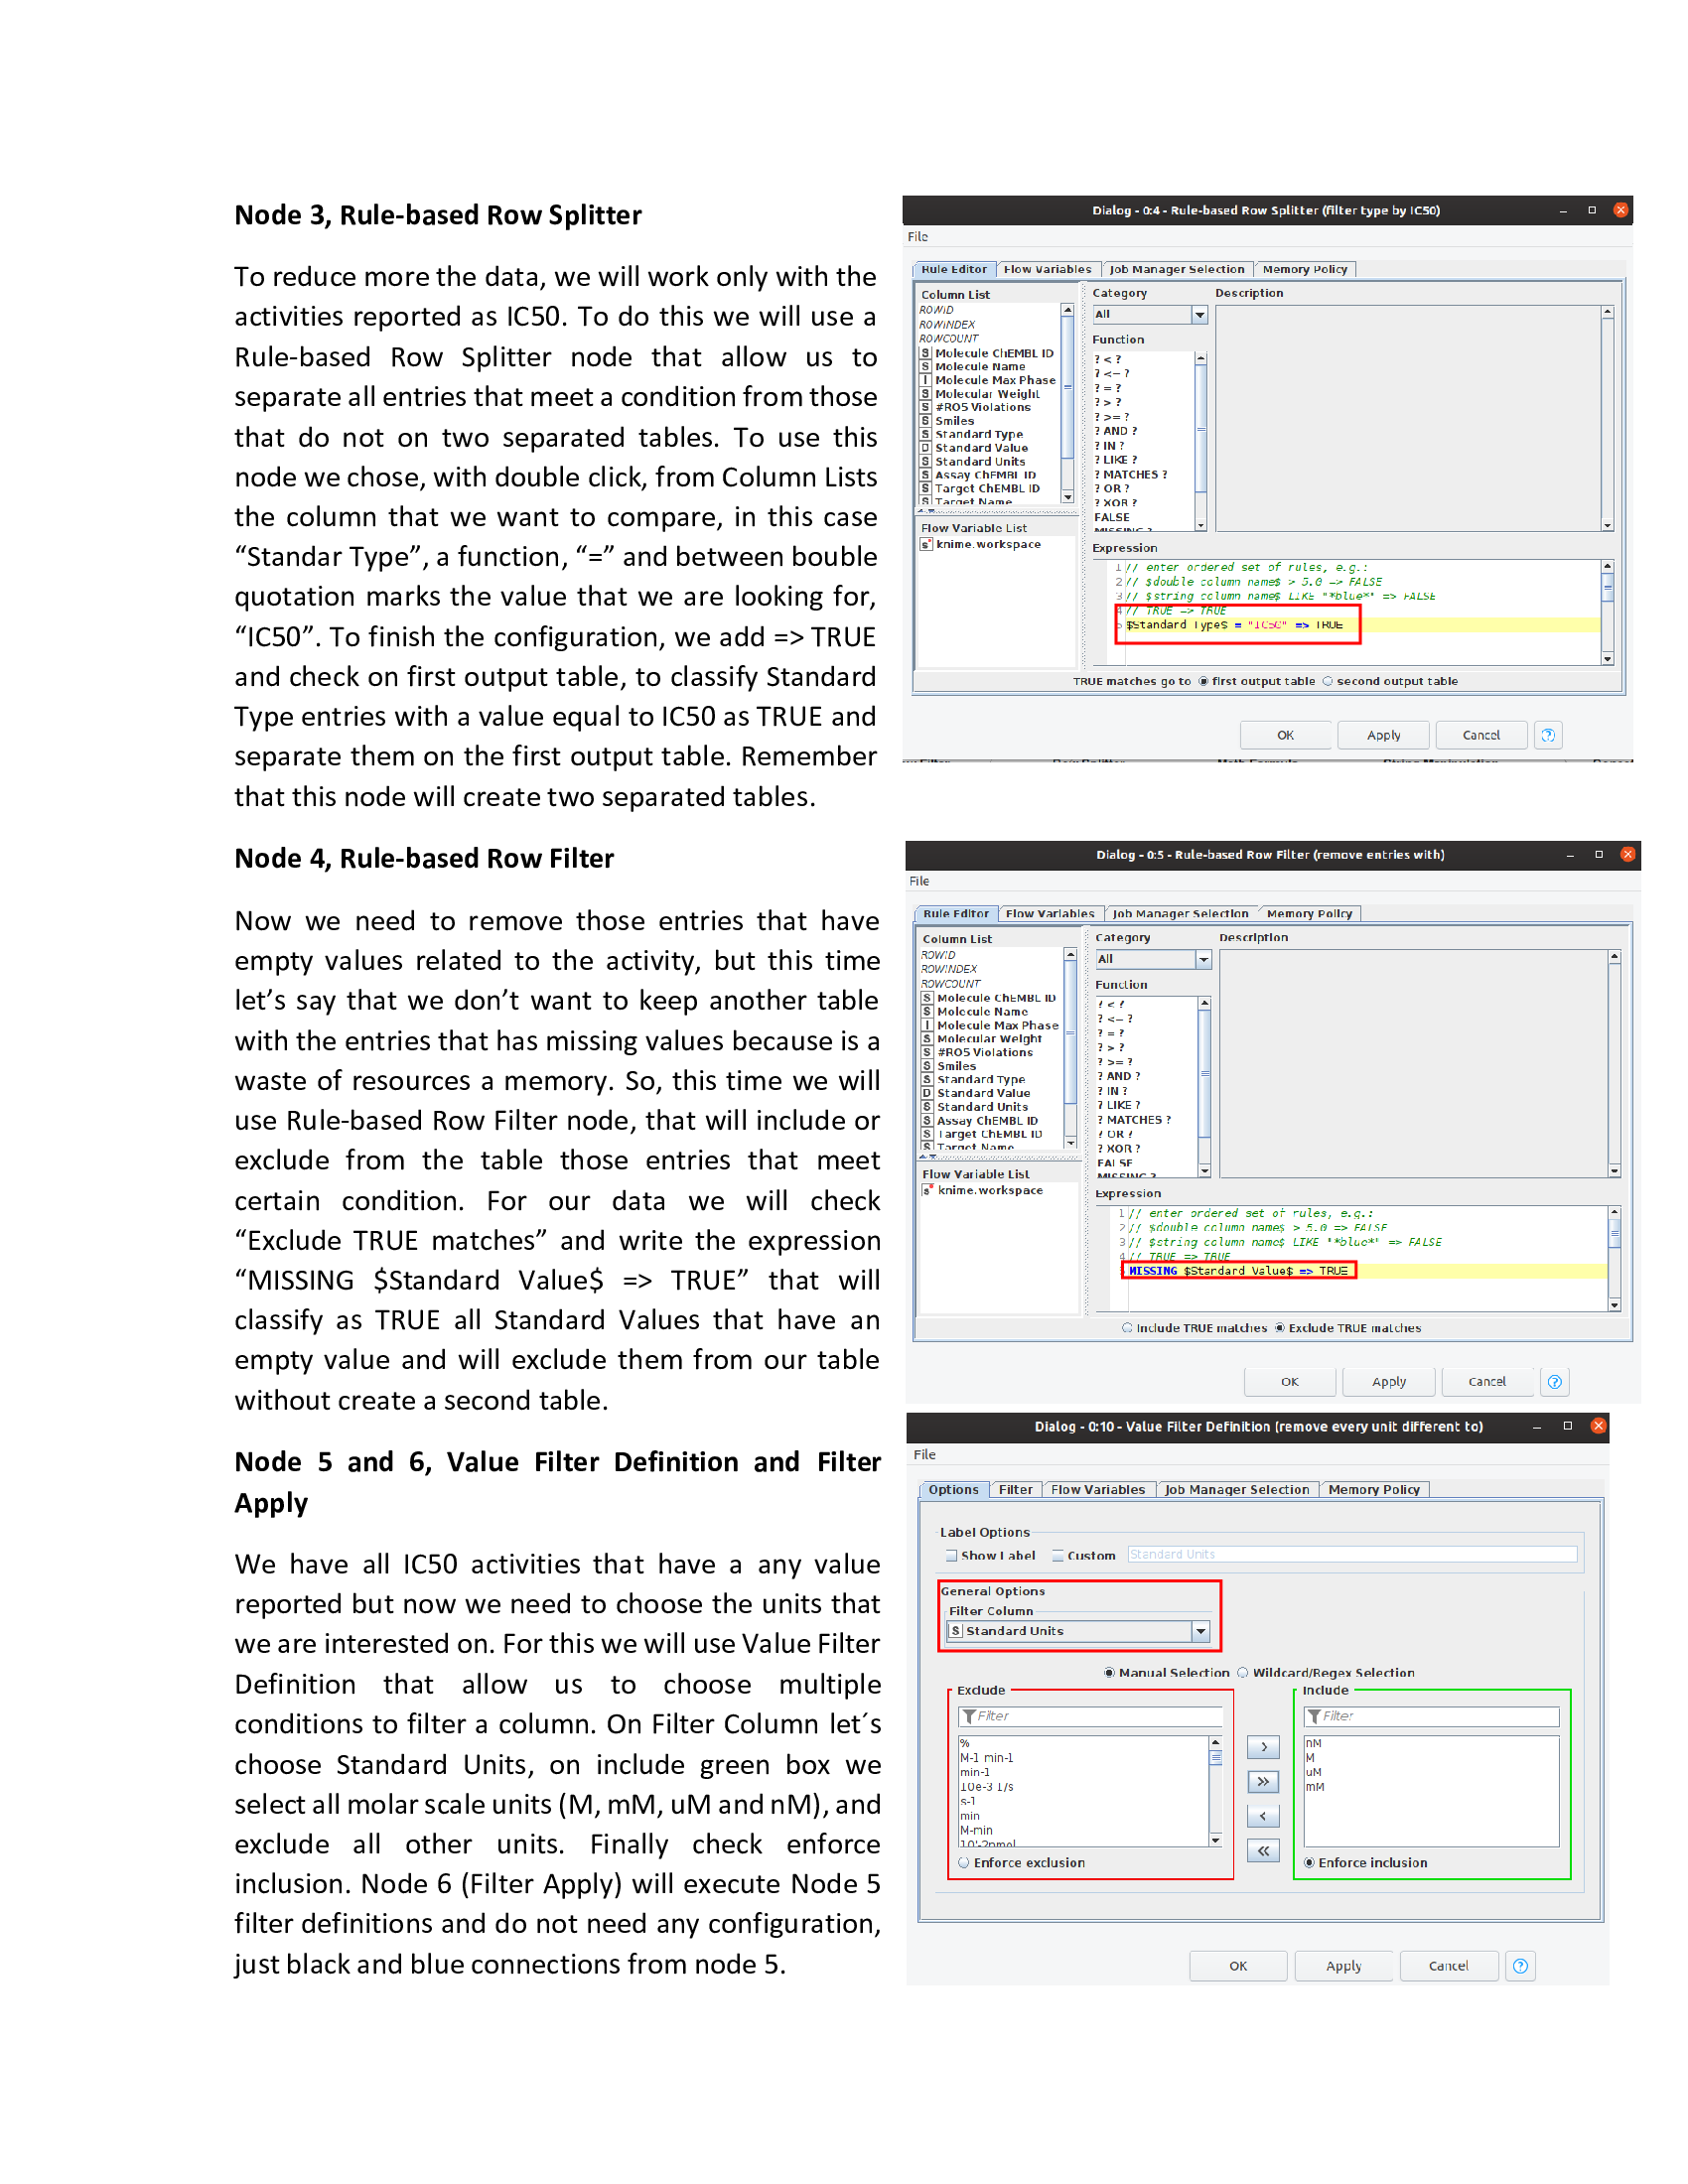 Node 3, Rule-based Row Splitter
To reduce more the data, we will work only with the
activities reported as IC50. To do this we will use a
Rule-based Row Splitter node that allow us to
separate all entries that meet a condition from those
that do not on two separated tables. To use this
node we chose, with double click, from Column Lists
the column that we want to compare, in this case
“Standar Type”, a function, “=” and between bouble
quotation marks the value that we are looking for,
“IC50”. To finish the configuration, we add => TRUE
and check on first output table, to classify Standard
Type entries with a value equal to IC50 as TRUE and
separate them on the first output table. Remember
that this node will create two separated tables.
Node 4, Rule-based Row Filter
Now we need to remove those entries that have
empty values related to the activity, but this time
let’s say that we don’t want to keep another table
with the entries that has missing values because is a
waste of resources a memory. So, this time we will
use Rule-based Row Filter node, that will include or
exclude from the table those entries that meet
certain condition. For our data we will check
“Exclude TRUE matches” and write the expression
“MISSING $Standard Value$ => TRUE” that will
classify as TRUE all Standard Values that have an
empty value and will exclude them from our table
without create a second table.
Node 5 and 6, Value Filter Definition and Filter
Apply
We have all IC50 activities that have a any value
reported but now we need to choose the units that
we are interested on. For this we will use Value Filter
Definition that allow us to choose multiple
conditions to filter a column. On Filter Column let´s
choose Standard Units, on include green box we
select all molar scale units (M, mM, uM and nM), and
exclude all other units. Finally check enforce
inclusion. Node 6 (Filter Apply) will execute Node 5
filter definitions and do not need any configuration,
just black and blue connections from node 5.
Dialog - 0:4 - Rule-based Row Splitter (filter type by IC50)
File
Rule Editor Flow Variables Job Manager Selection Memory Policy
Column List
ROWID
ROWINDEX
ROWCOUNT
S Molecule ChEMBL ID
S Molecule Name
I Molecule Max Phase
S Molecular Weight
S #RO5 Violations
S Smiles
S Standard Type
D Standard Value
S Standard Units
S Assay ChEMBL ID
S Target ChEMBL ID
S Target Name
Flow Variable List
s knime.workspace
Category
All
Function
? < ?
? <= ?
? = ?
? > ?
? >= ?
? AND ?
? IN ?
? LIKE ?
? MATCHES ?
? OR ?
? XOR ?
FALSE
MISSING ?
Description
Expression
1 // enter ordered set of rules, e.g.:
2 // $double column name$ > 5.0 => FALSE
3 // $string column name$ LIKE "*blue*" => FALSE
4 // TRUE => TRUE
5 $Standard Type$ = "IC50" => TRUE
TRUE matches go to first output table second output table
OK Apply Cancel ?
Dialog - 0:5 - Rule-based Row Filter (remove entries with)
File
Rule Editor Flow Variables Job Manager Selection Memory Policy
Column List
ROWID
ROWINDEX
ROWCOUNT
S Molecule ChEMBL ID
S Molecule Name
I Molecule Max Phase
S Molecular Weight
S #RO5 Violations
S Smiles
S Standard Type
D Standard Value
S Standard Units
S Assay ChEMBL ID
S Target ChEMBL ID
S Target Name
Flow Variable List
s knime.workspace
Category
All
Function
? < ?
? <= ?
? = ?
? > ?
? >= ?
? AND ?
? IN ?
? LIKE ?
? MATCHES ?
? OR ?
? XOR ?
FALSE
MISSING ?
Description
Expression
1 // enter ordered set of rules, e.g.:
2 // $double column name$ > 5.0 => FALSE
3 // $string column name$ LIKE "*blue*" => FALSE
4 // TRUE => TRUE
MISSING $Standard Value$ => TRUE
Include TRUE matches Exclude TRUE matches
OK Apply Cancel ?
Dialog - 0:10 - Value Filter Definition (remove every unit different to)
File
Options Filter Flow Variables Job Manager Selection Memory Policy
Label Options
Show Label Custom Standard Units
General Options
Filter Column
S Standard Units
Manual Selection Wildcard/Regex Selection
Exclude
Filter
%
M-1 min-1
min-1
10e-3 1/s
s-1
min
M-min
10'-2nmol
Enforce exclusion
>
»
<
«
Include
Filter
nM
M
uM
mM
Enforce inclusion
OK Apply Cancel ?